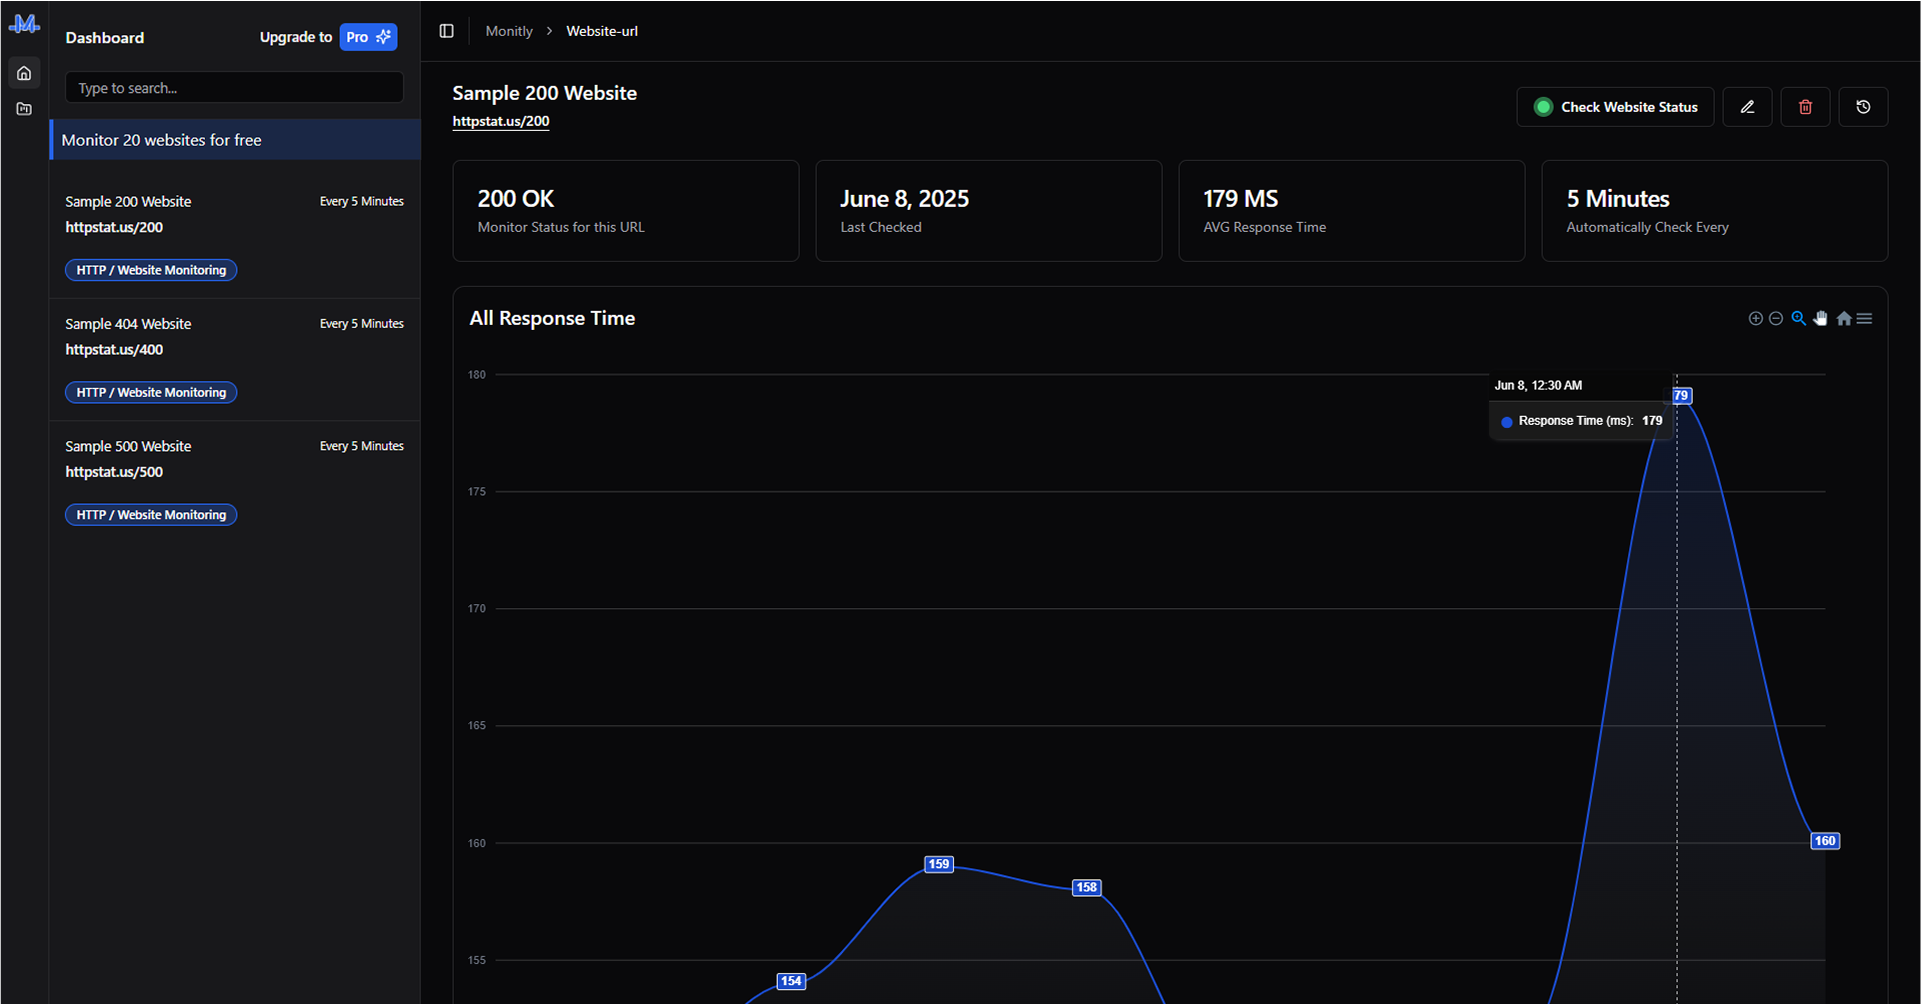 M
Dashboard
Upgrade to Pro
Type to search...
Monitor 20 websites for free
Sample 200 Website Every 5 Minutes
httpstat.us/200
HTTP / Website Monitoring
Sample 404 Website Every 5 Minutes
httpstat.us/400
HTTP / Website Monitoring
Sample 500 Website Every 5 Minutes
httpstat.us/500
HTTP / Website Monitoring
Monitly > Website-url
Sample 200 Website
httpstat.us/200
Check Website Status
200 OK
Monitor Status for this URL
June 8, 2025
Last Checked
179 MS
AVG Response Time
5 Minutes
Automatically Check Every
All Response Time
180
Jun 8, 12:30 AM
79
Response Time (ms): 179
175
170
165
160
160
159
158
155
154